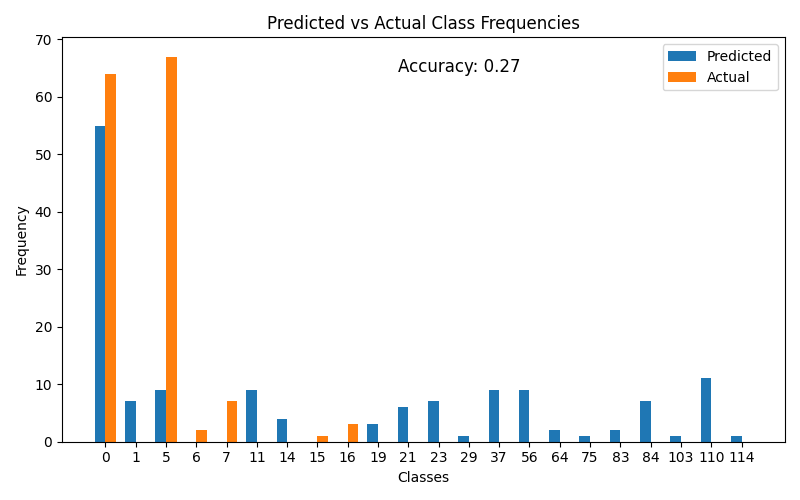 Predicted vs Actual Class Frequencies
Accuracy: 0.27
Predicted
Actual
Frequency
70
60
50
40
30
20
10
0
0 1 5 6 7 11 14 15 16 19 21 23 29 37 56 64 75 83 84 103 110 114
Classes